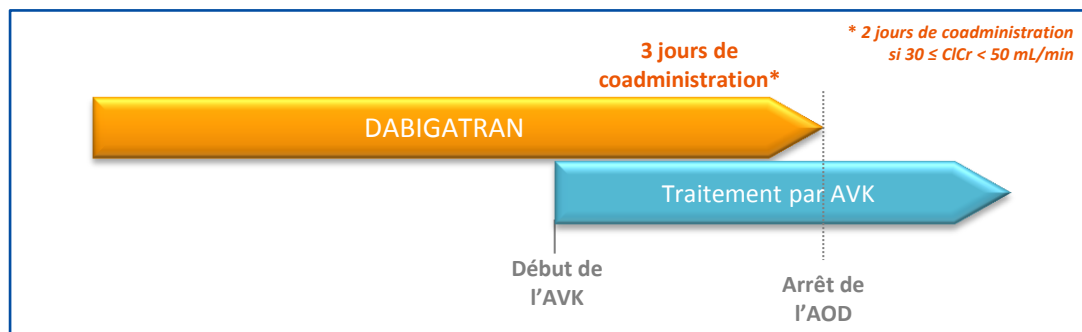 * 2 jours de coadministration
si 30 ≤ ClCr < 50 mL/min
3 jours de
coadministration*
DABIGATRAN
Traitement par AVK
Début de
l’AVK
Arrêt de
l’AOD